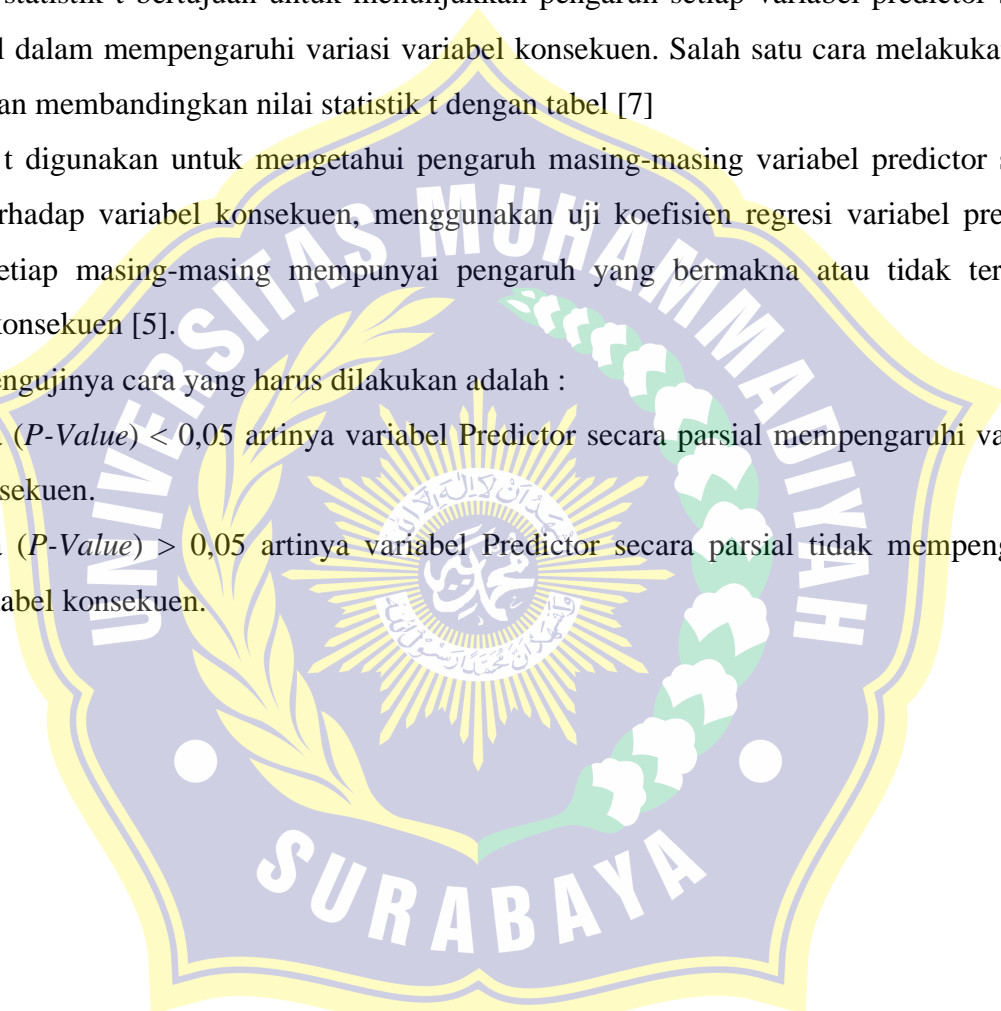 statistik t bertujuan untuk menunjukkan pengaruh setiap variabel predictor
dalam mempengaruhi variasi variabel konsekuen. Salah satu cara melakukan
an membandingkan nilai statistik t dengan tabel [7]
t digunakan untuk mengetahui pengaruh masing-masing variabel predictor s
rhadap variabel konsekuen, menggunakan uji koefisien regresi variabel pre
etiap masing-masing mempunyai pengaruh yang bermakna atau tidak ter
konsekuen [5].
engujinya cara yang harus dilakukan adalah :
a (P-Value) < 0,05 artinya variabel Predictor secara parsial mempengaruhi va
sekuen.
a (P-Value) > 0,05 artinya variabel Predictor secara parsial tidak mempeng
iabel konsekuen.
UNIVERSITAS MUHAMMADIYAH
SURABAYA